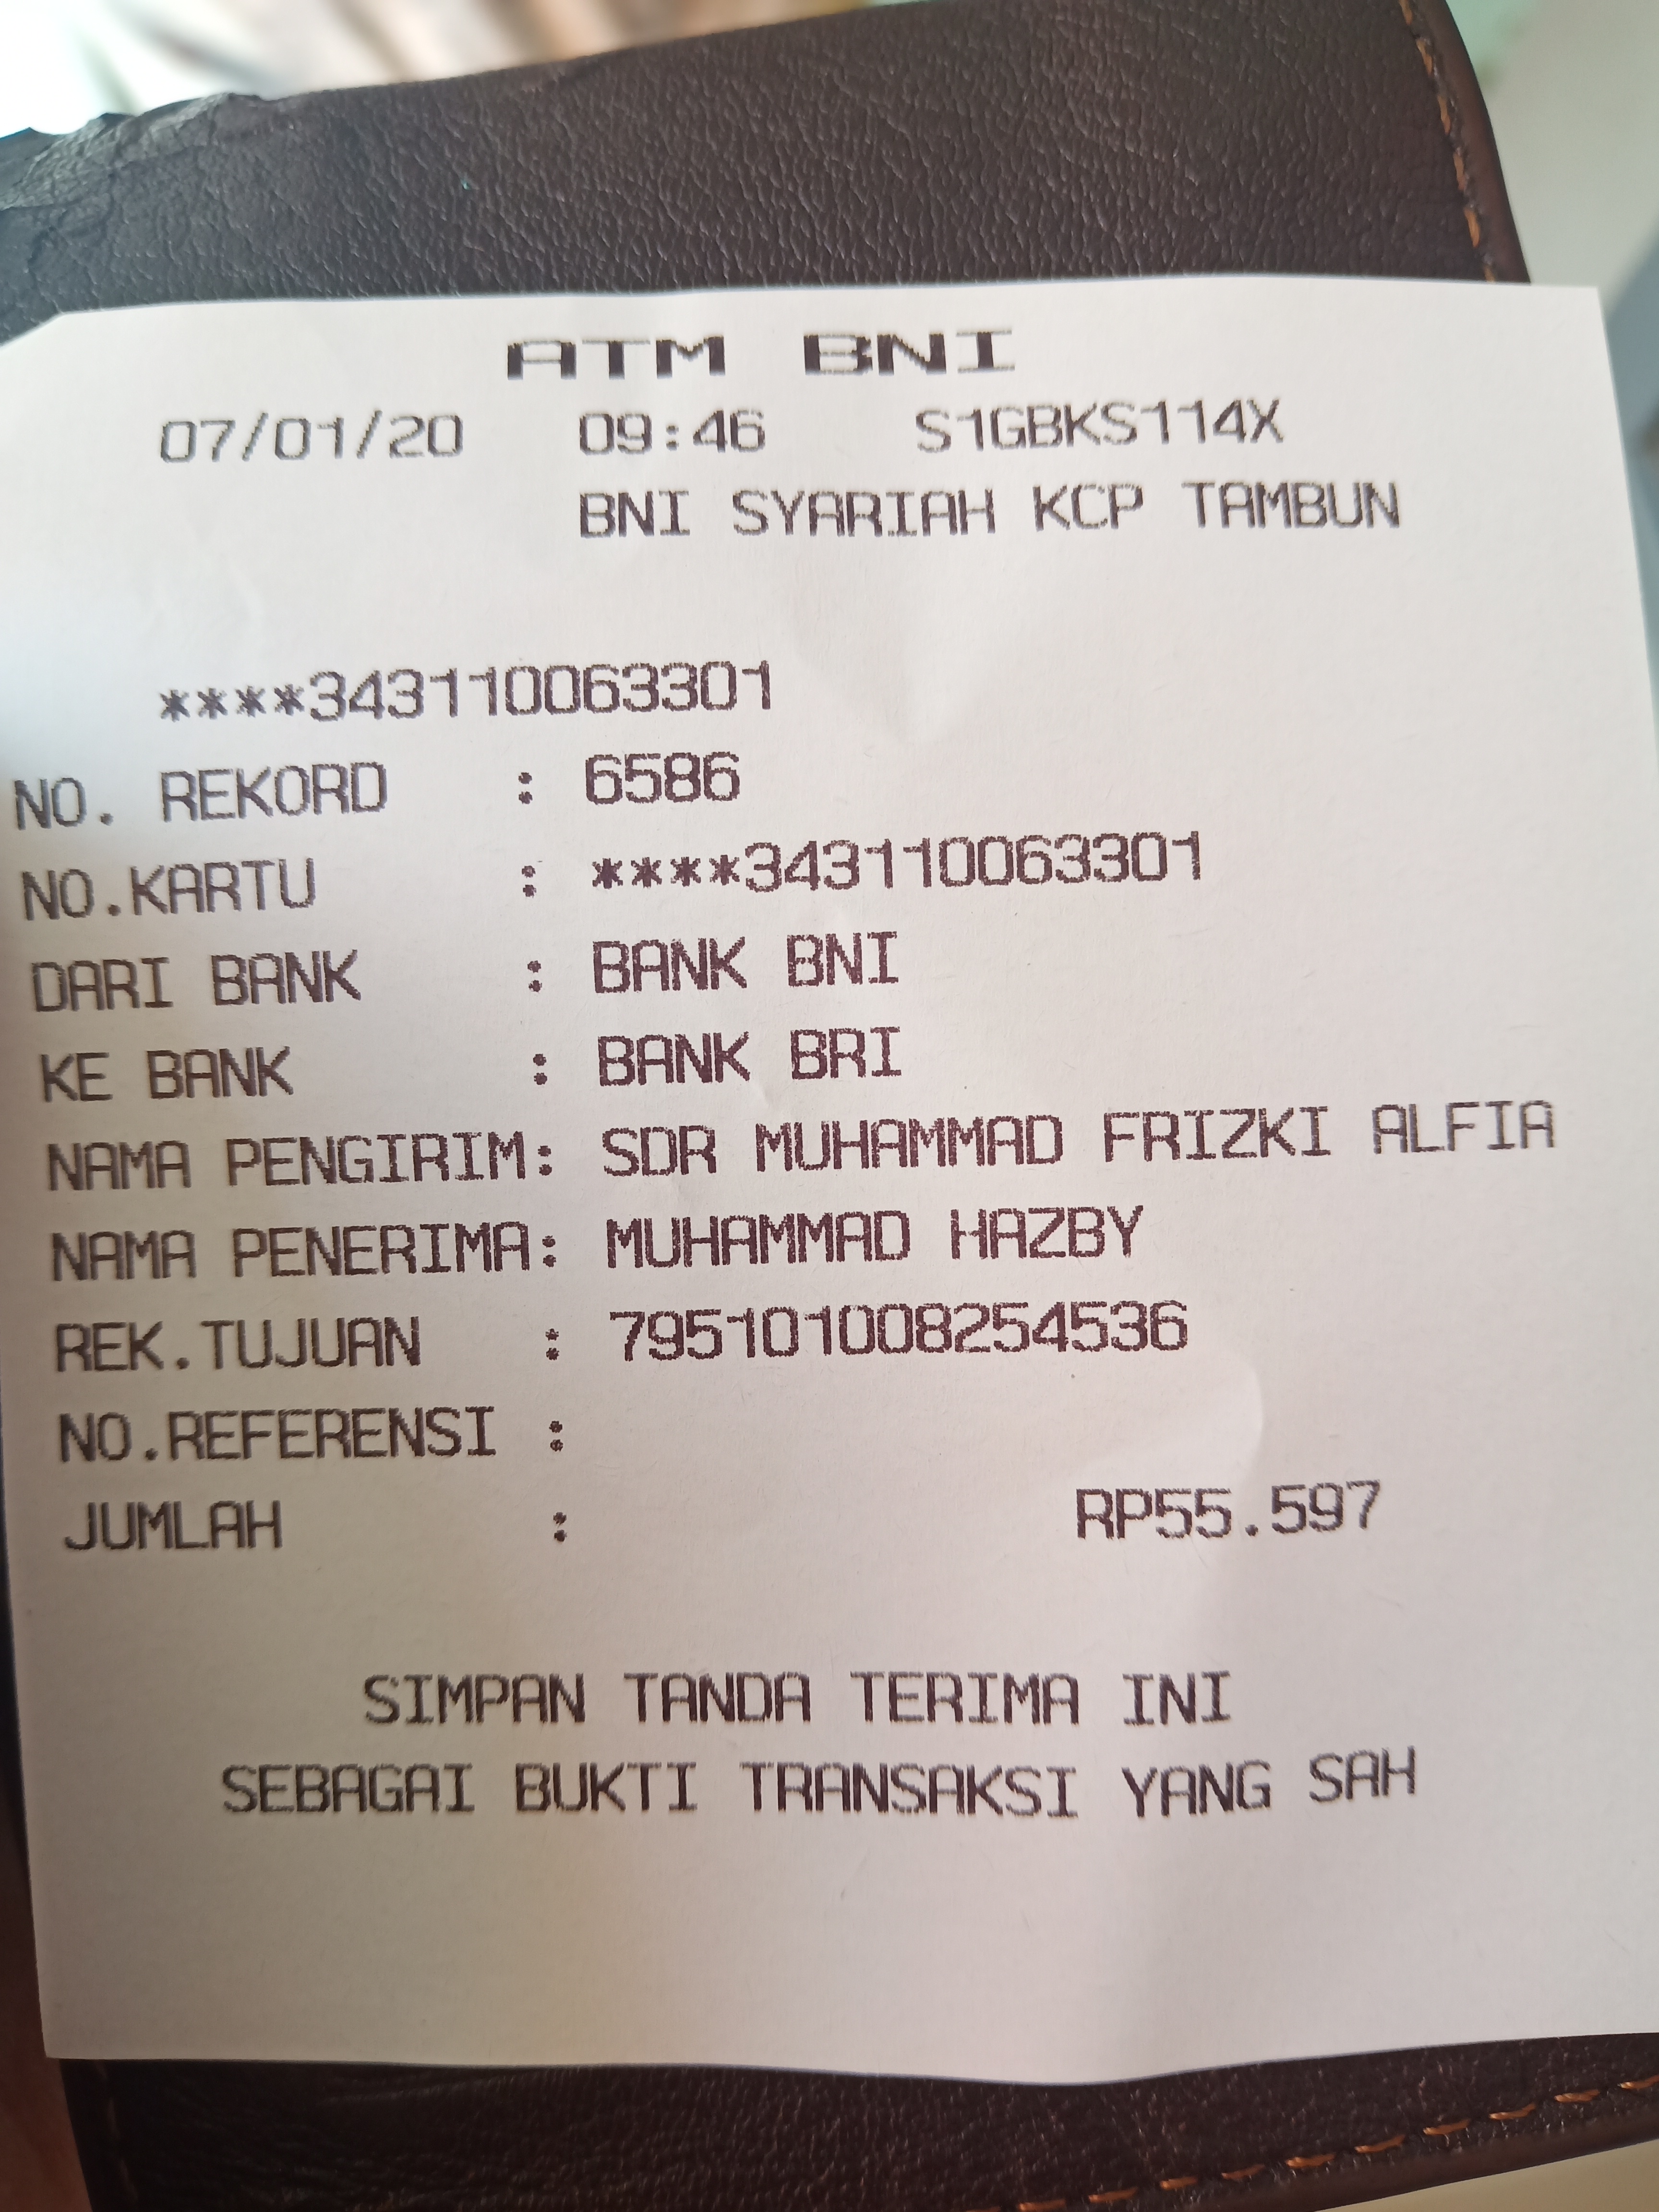 ATM BNI
07/01/20 09:46 S1GBKS114X
BNI SYARIAH KCP TAMBUN
****343110063301
NO. REKORD : 6586
NO.KARTU : ****343110063301
DARI BANK : BANK BNI
KE BANK : BANK BRI
NAMA PENGIRIM: SDR MUHAMMAD FRIZKI ALFIA
NAMA PENERIMA: MUHAMMAD HAZBY
REK.TUJUAN : 795101008254536
NO.REFERENSI :
JUMLAH : RP55.597
SIMPAN TANDA TERIMA INI
SEBAGAI BUKTI TRANSAKSI YANG SAH